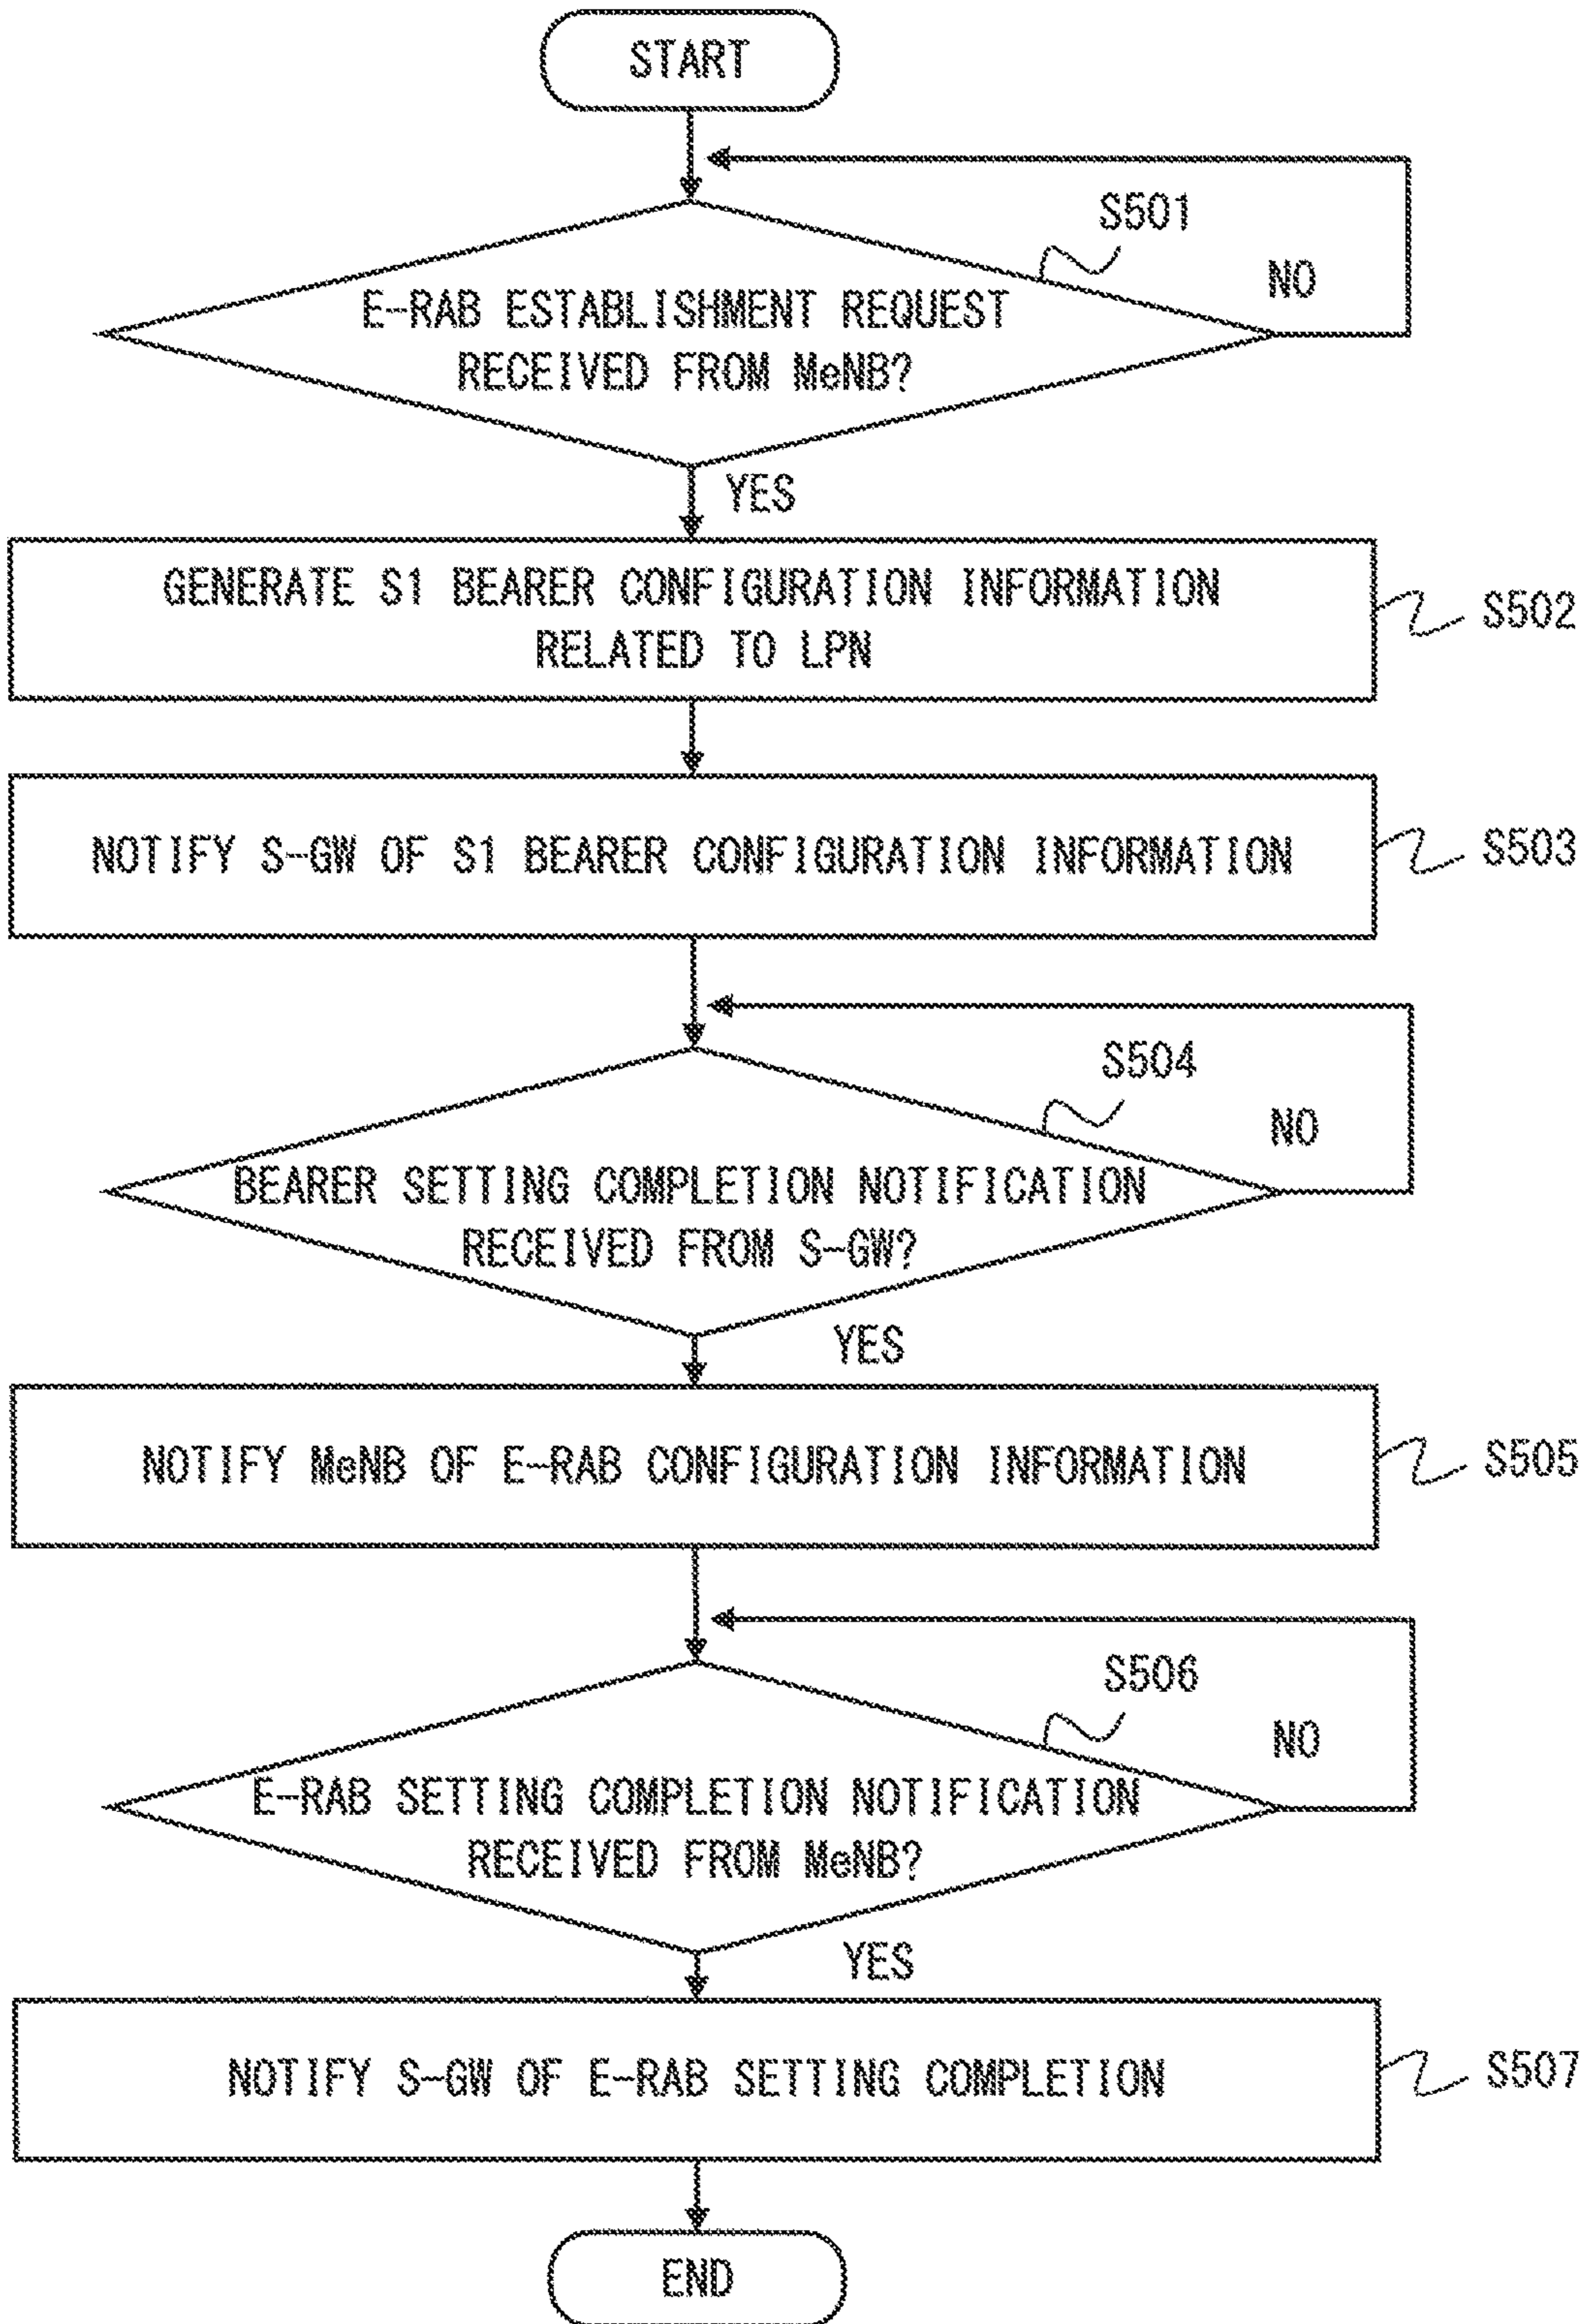 START
S501
NO
E-RAB ESTABLISHMENT REQUEST
RECEIVED FROM MeNB?
YES
GENERATE S1 BEARER CONFIGURATION INFORMATION
RELATED TO LPN
S502
NOTIFY S-GW OF S1 BEARER CONFIGURATION INFORMATION
S503
S504
NO
BEARER SETTING COMPLETION NOTIFICATION
RECEIVED FROM S-GW?
YES
NOTIFY MeNB OF E-RAB CONFIGURATION INFORMATION
S505
S506
NO
E-RAB SETTING COMPLETION NOTIFICATION
RECEIVED FROM MeNB?
YES
NOTIFY S-GW OF E-RAB SETTING COMPLETION
S507
END